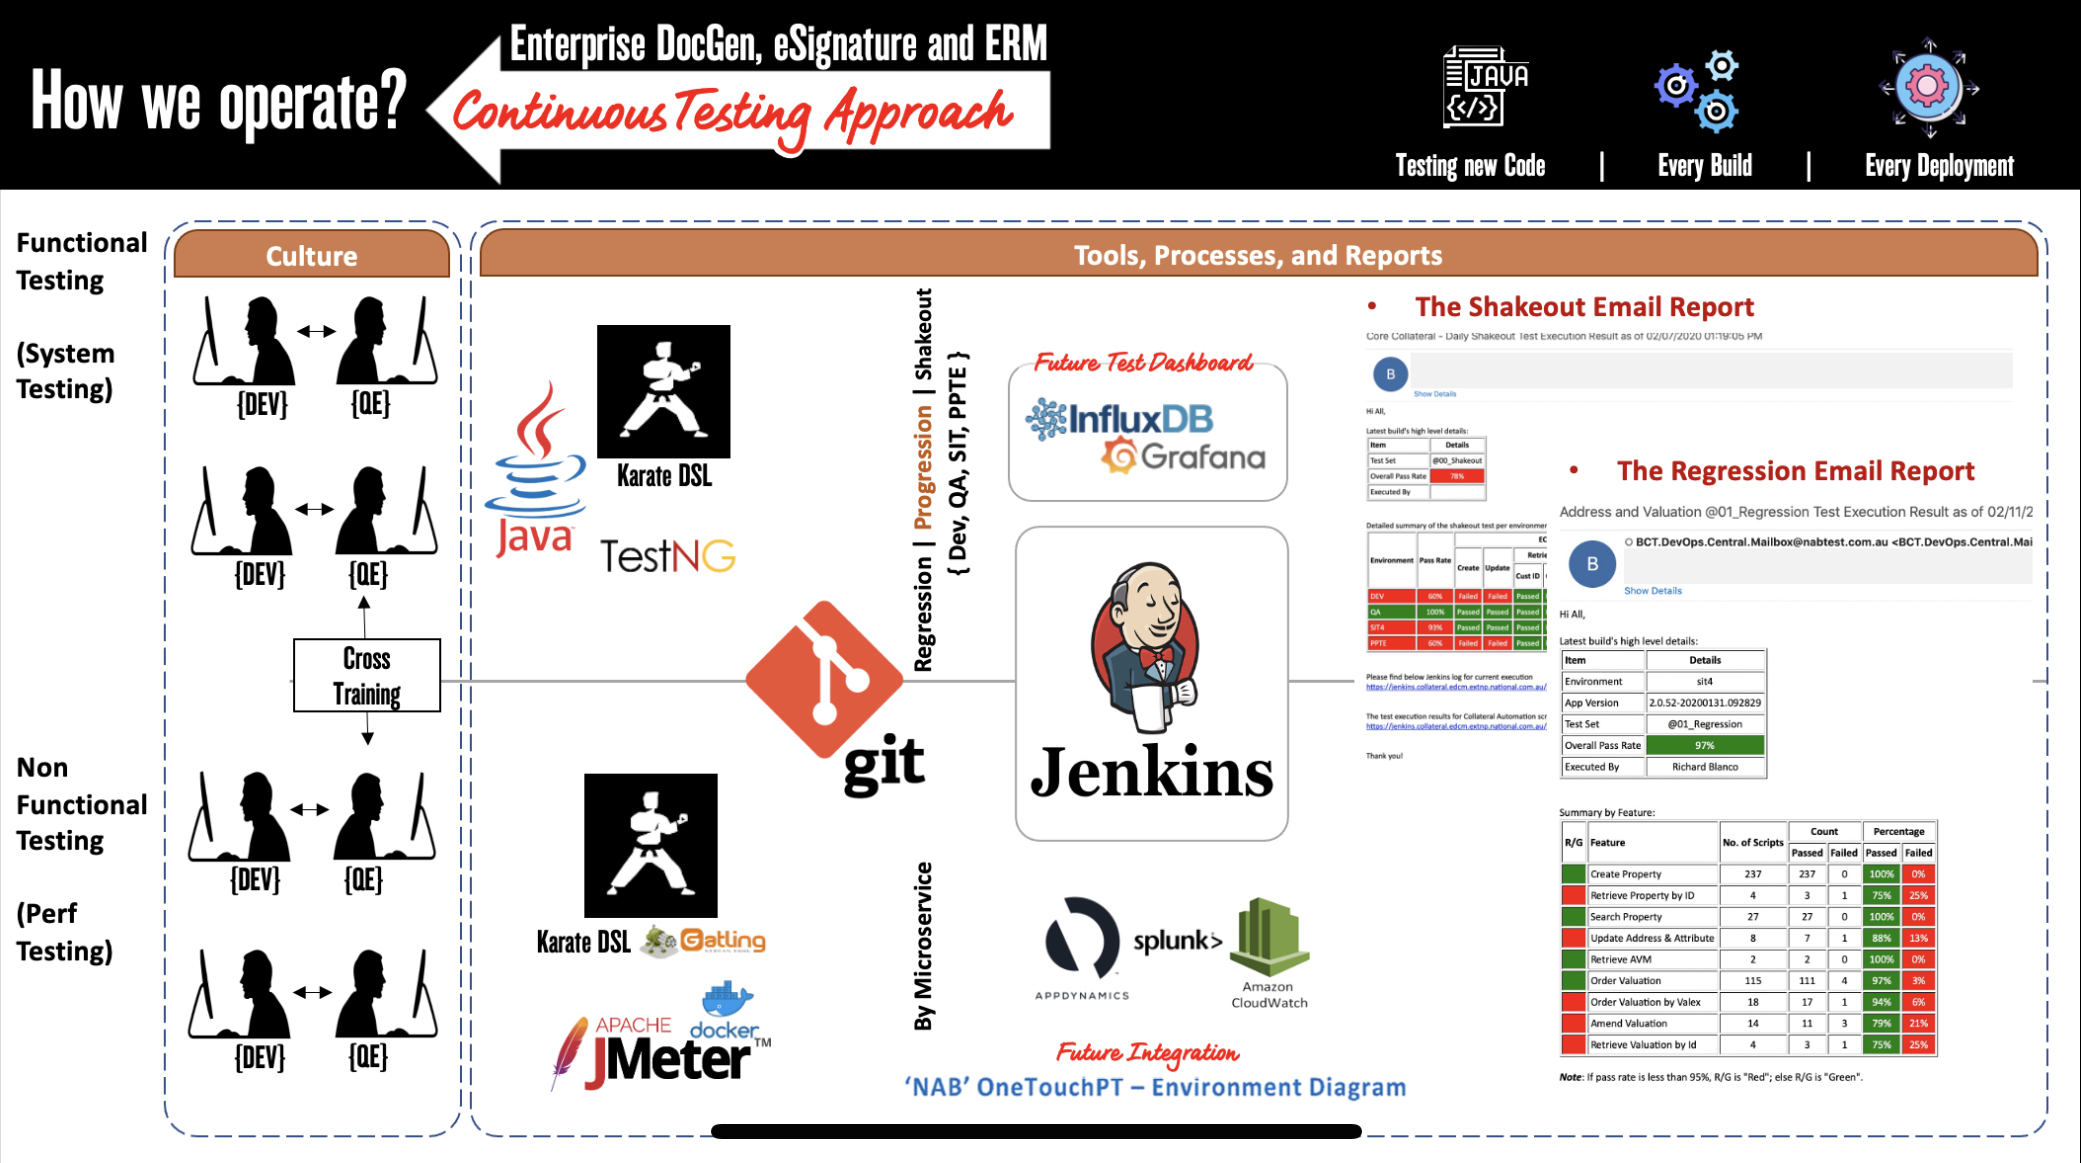 How we operate?
Enterprise DocGen, eSignature and ERM
Continuous Testing Approach
JAVA
</>
Testing new Code | Every Build | Every Deployment
Functional
Testing
(System
Testing)
Non
Functional
Testing
(Perf
Testing)
Culture
{DEV} {QE}
{DEV} {QE}
Cross
Training
{DEV} {QE}
{DEV} {QE}
Tools, Processes, and Reports
Java
Karate DSL
TestNG
git
Karate DSL
Gatling
docker
APACHE
JMeter™
Regression | Progression | Shakeout
{ Dev, QA, SIT, PPTE }
By Microservice
Future Test Dashboard
InfluxDB
Grafana
Jenkins
APPDYNAMICS
splunk>
Amazon
CloudWatch
Future Integration
‘NAB’ OneTouchPT – Environment Diagram
• The Shakeout Email Report
Core Collateral - Daily Shakeout Test Execution Result as of 02/07/2020 01:19:05 PM
B
Show Details
Hi All,
Latest build's high level details:
Item Details
Test Set @00_Shakeout
Overall Pass Rate 78%
Executed By
Detailed summary of the shakeout test per environmen
EC
Retrie
Environment Pass Rate Create Update
Cust ID
DEV 60% Failed Failed Passed
QA 100% Passed Passed Passed
SIT4 93% Passed Passed Passed
PPTE 60% Failed Failed Passed
Please find below Jenkins log for current execution
https://jenkins.collateral.edcm.extnp.national.com.au/
The test execution results for Collateral Automation scr
https://jenkins.collateral.edcm.extnp.national.com.au/
Thank you!
• The Regression Email Report
Address and Valuation @01_Regression Test Execution Result as of 02/11/2
BCT.DevOps.Central.Mailbox@nabtest.com.au <BCT.DevOps.Central.Mai
B
Show Details
Hi All,
Latest build's high level details:
Item Details
Environment sit4
App Version 2.0.52-20200131.092829
Test Set @01_Regression
Overall Pass Rate 97%
Executed By Richard Blanco
Summary by Feature:
R/G Feature No. of Scripts Count Percentage
Passed Failed Passed Failed
Create Property 237 237 0 100% 0%
Retrieve Property by ID 4 3 1 75% 25%
Search Property 27 27 0 100% 0%
Update Address & Attribute 8 7 1 88% 13%
Retrieve AVM 2 2 0 100% 0%
Order Valuation 115 111 4 97% 3%
Order Valuation by Valex 18 17 1 94% 6%
Amend Valuation 14 11 3 79% 21%
Retrieve Valuation by Id 4 3 1 75% 25%
Note: If pass rate is less than 95%, R/G is "Red"; else R/G is "Green".